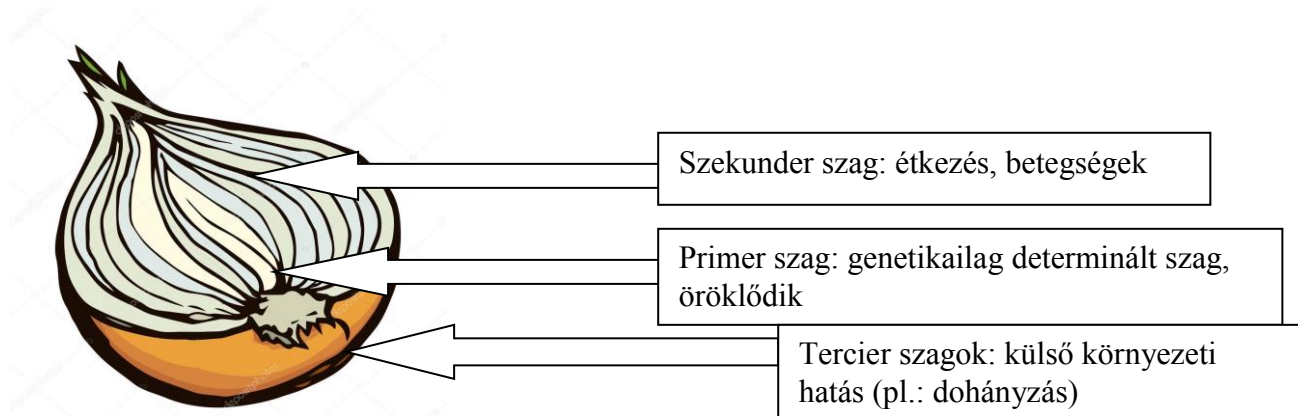 Szekunder szag: étkezés, betegségek
Primer szag: genetikailag determinált szag,
öröklődik
Tercier szagok: külső környezeti
hatás (pl.: dohányzás)